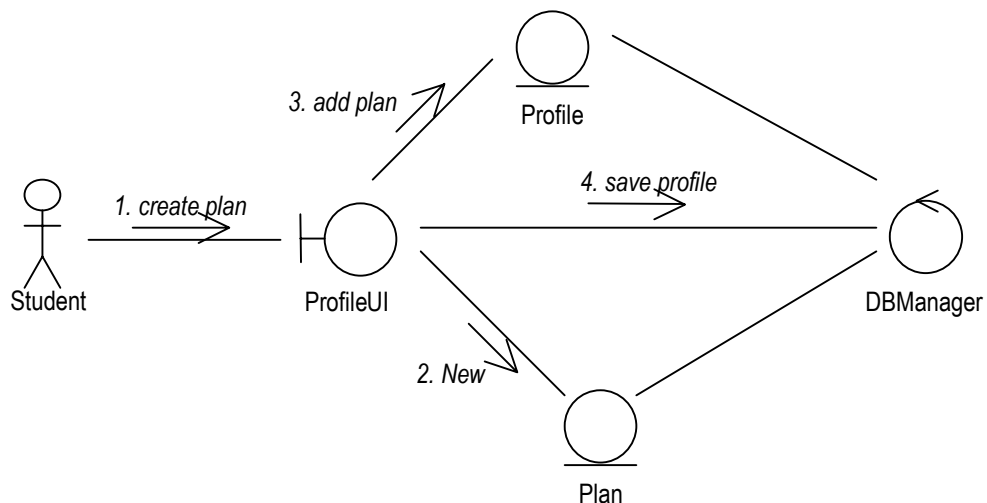 3. add plan
Profile
1. create plan
4. save profile
Student
ProfileUI
DBManager
2. New
Plan